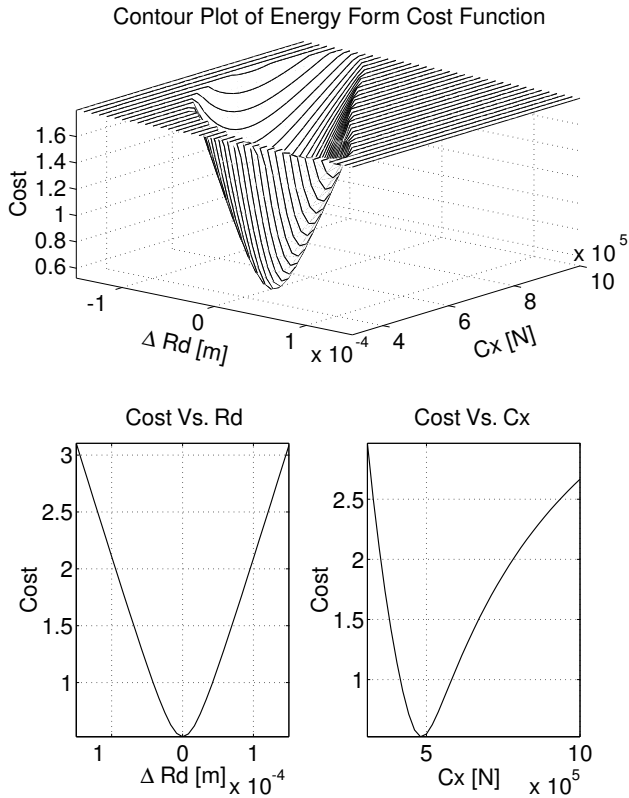 Contour Plot of Energy Form Cost Function
1.6
1.4
1.2
1
0.8
0.6
Cost
-1
0
1
x 10^-4
Δ Rd [m]
4
6
8
10
x 10^5
Cx [N]
Cost Vs. Rd
3
2.5
2
1.5
1
Cost
1
0
1
Δ Rd [m]
x 10^-4
Cost Vs. Cx
2.5
2
1.5
1
Cost
5
10
Cx [N]
x 10^5